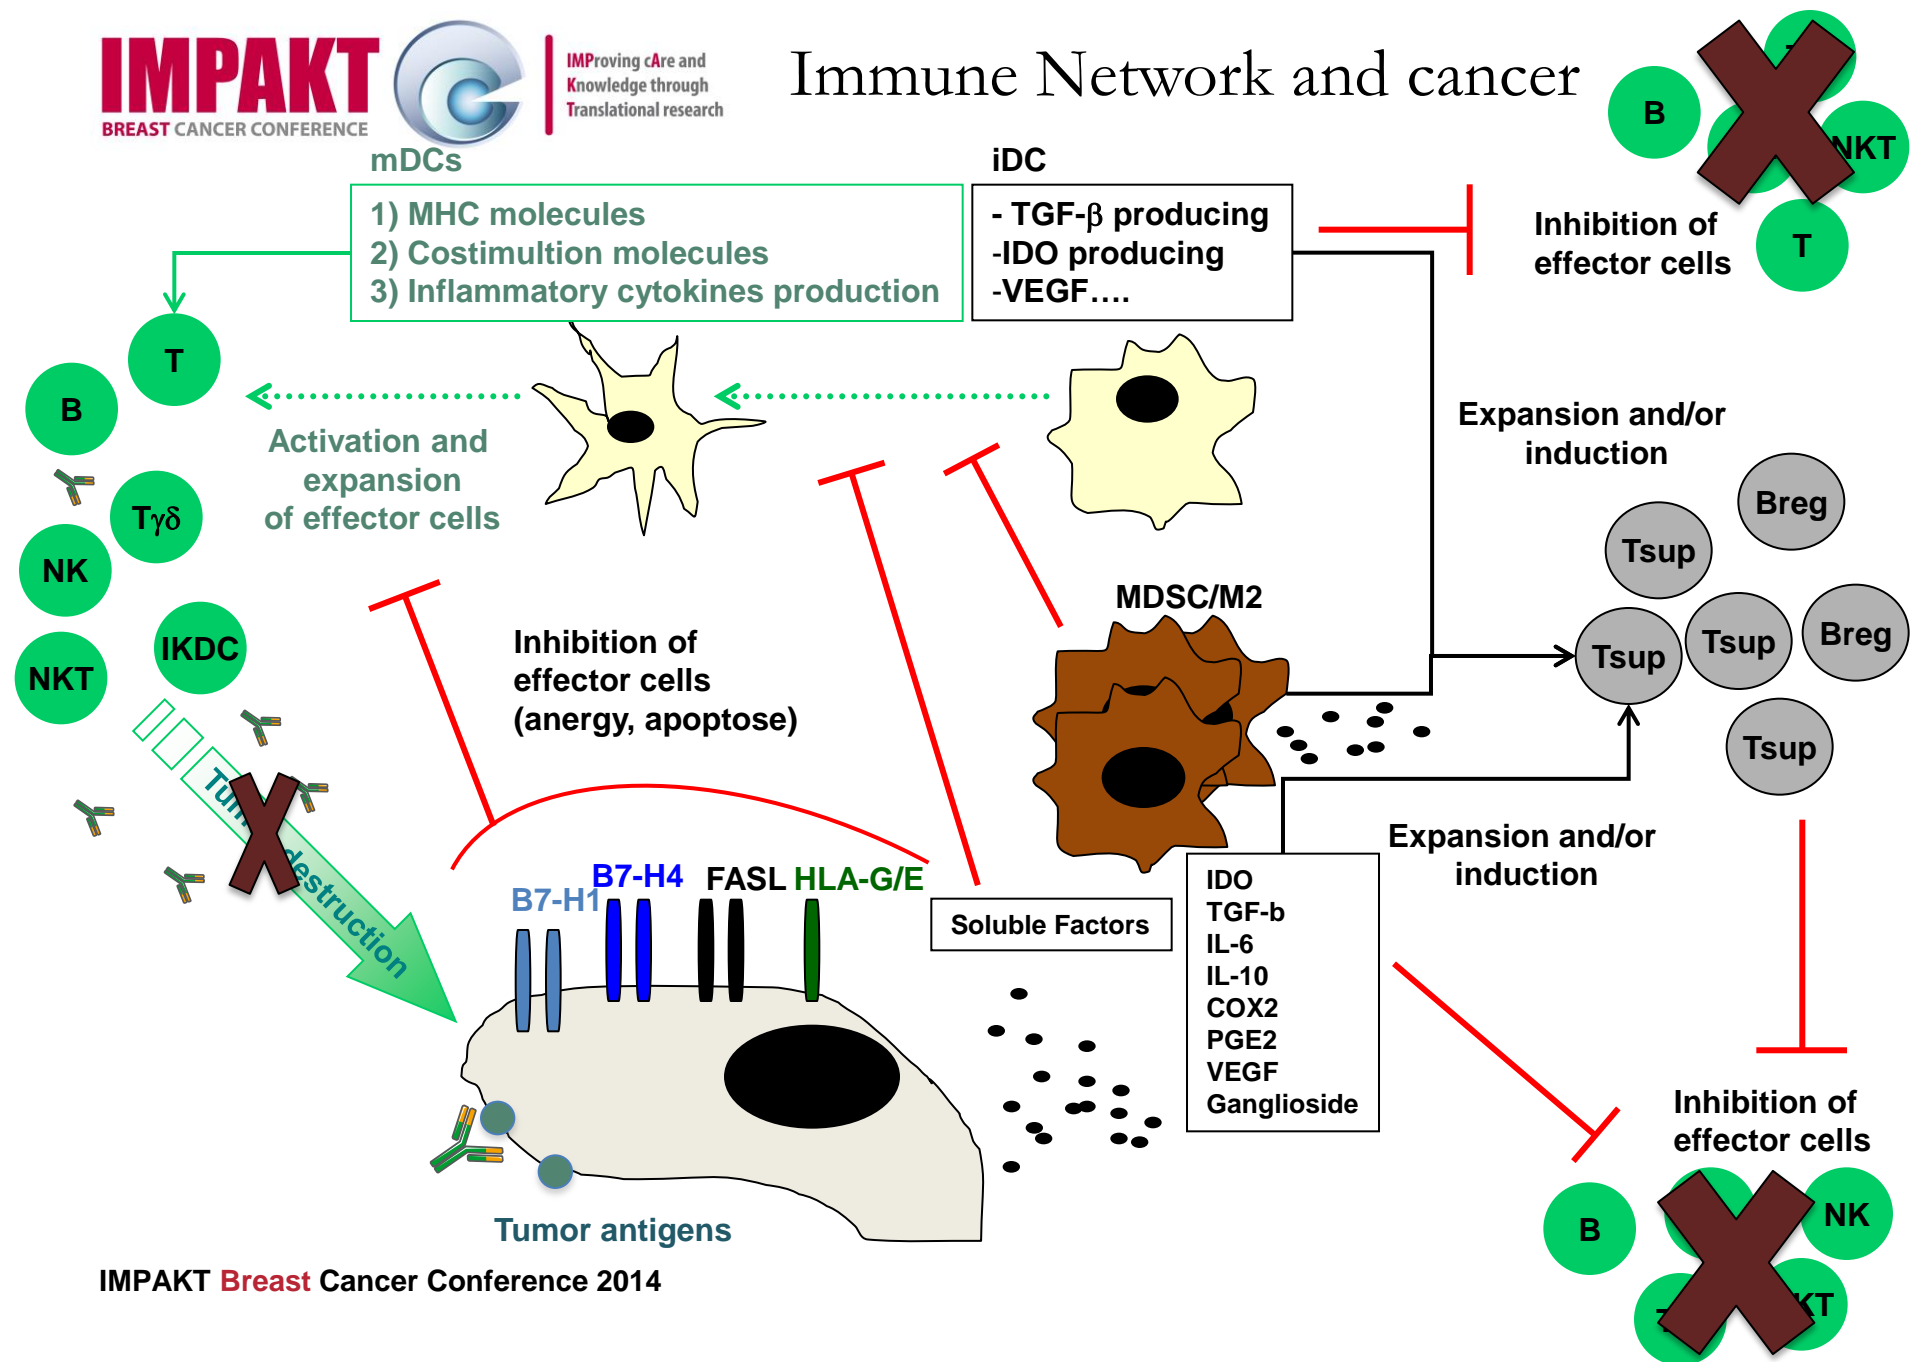 IMPAKT
BREAST CANCER CONFERENCE
IMProving cAre and
Knowledge through
Translational research
Immune Network and cancer
B
NKT
T
Inhibition of
effector cells
mDCs
1) MHC molecules
2) Costimultion molecules
3) Inflammatory cytokines production
iDC
- TGF-β producing
-IDO producing
-VEGF....
T
B
Tγδ
NK
IKDC
NKT
Activation and
expansion
of effector cells
Expansion and/or
induction
Breg
Tsup
Tsup
Tsup
Breg
Tsup
MDSC/M2
Inhibition of
effector cells
(anergy, apoptose)
destruction
B7-H1
B7-H4
FASL
HLA-G/E
Soluble Factors
Expansion and/or
induction
IDO
TGF-b
IL-6
IL-10
COX2
PGE2
VEGF
Ganglioside
Inhibition of
effector cells
B
NK
Tumor antigens
IMPAKT Breast Cancer Conference 2014